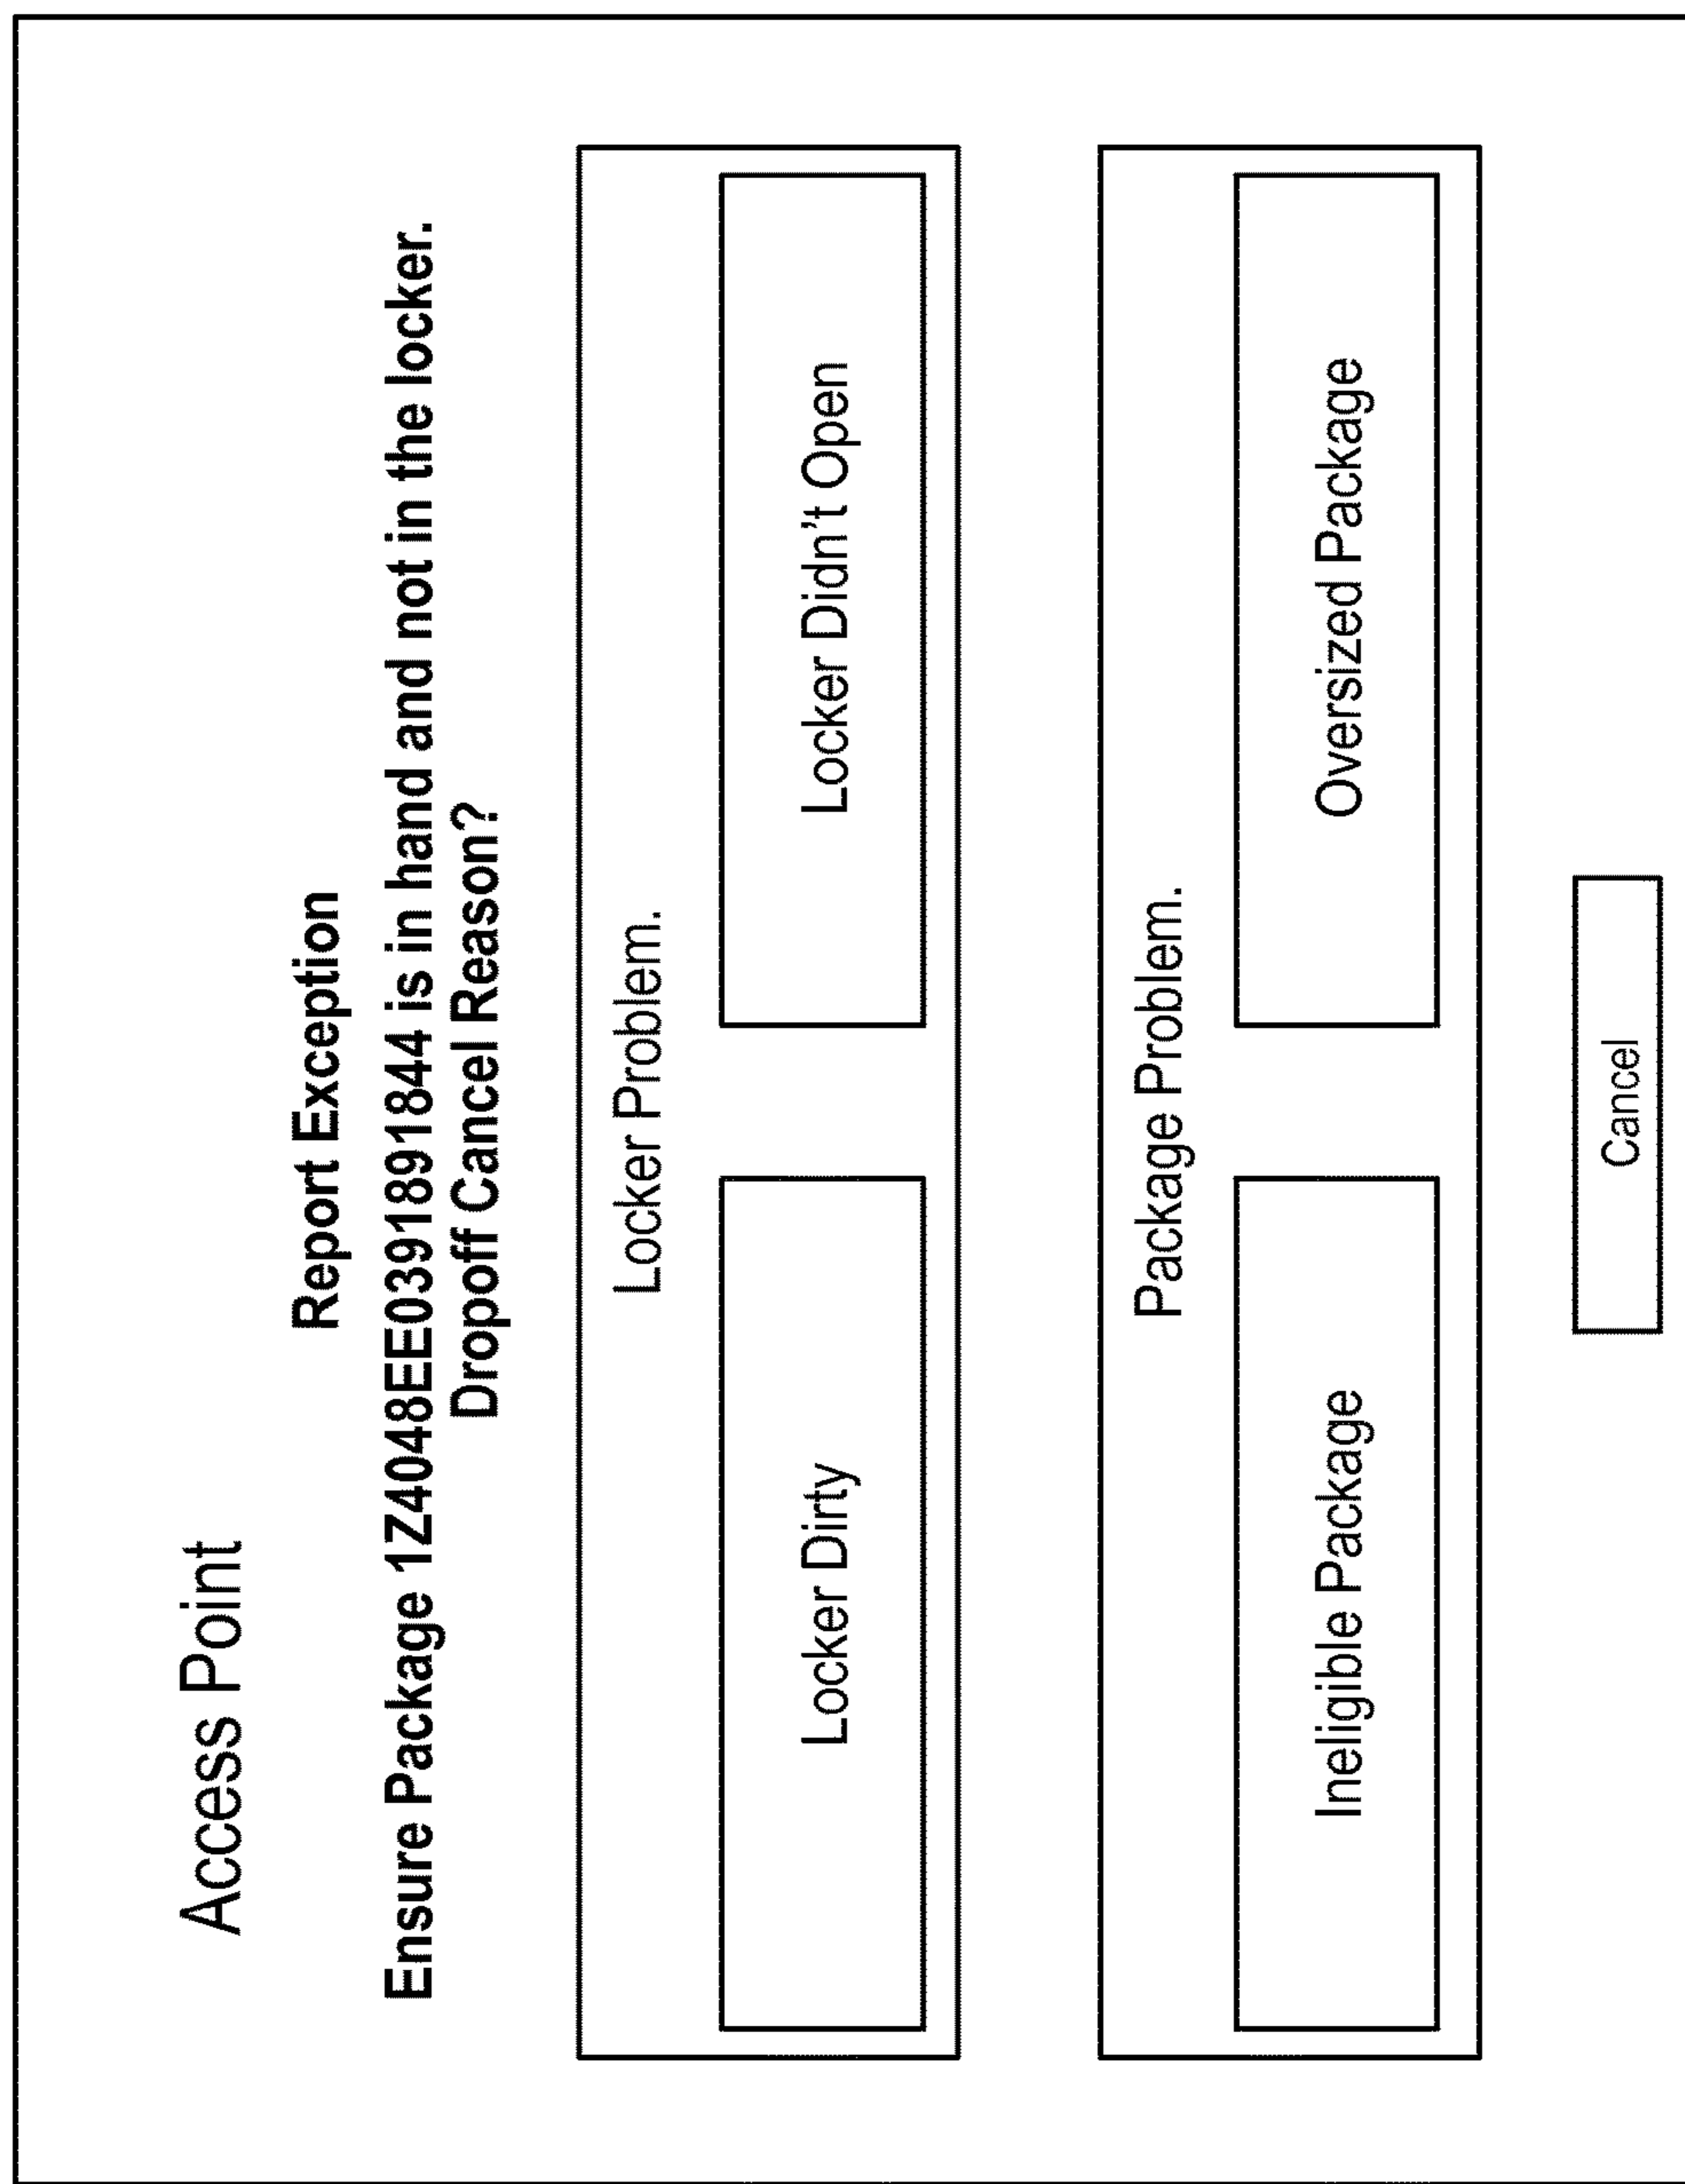 Access Point
Report Exception
Ensure Package 1Z4048EE0391891844 is in hand and not in the locker.
Dropoff Cancel Reason?
Locker Problem.
Locker Dirty
Locker Didn't Open
Package Problem.
Ineligible Package
Oversized Package
Cancel